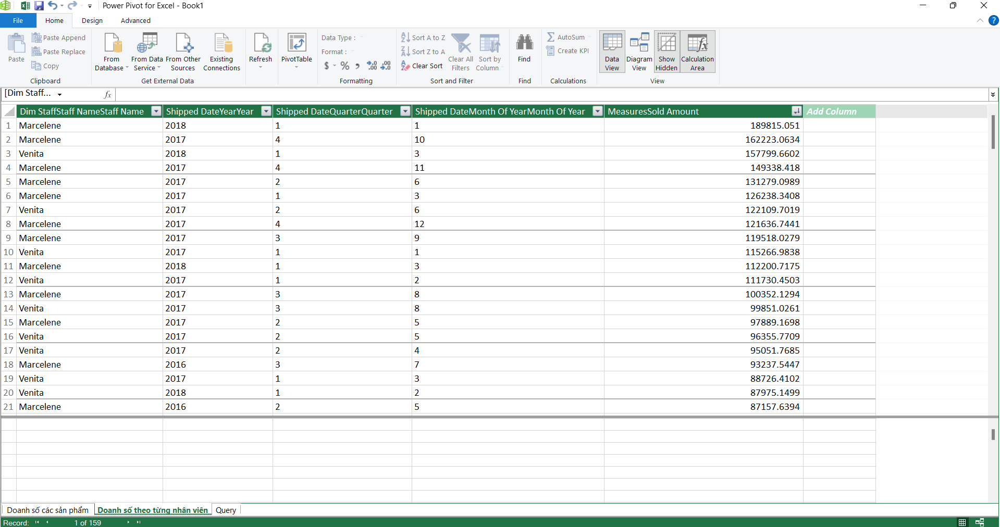 Power Pivot for Excel - Book1
File Home Design Advanced
Paste
Paste Append
Paste Replace
Copy
Clipboard
From Database
From Data Service
From Other Sources
Existing Connections
Get External Data
Refresh
PivotTable
Data Type :
Format :
$ % ,
Formatting
Sort A to Z
Sort Z to A
Clear Sort
Clear All Filters
Sort by Column
Sort and Filter
Find
Find
AutoSum
Create KPI
Calculations
Data View
Diagram View
Show Hidden
Calculation Area
View
[Dim Staff... fx
Dim StaffStaff NameStaff Name Shipped DateYearYear Shipped DateQuarterQuarter Shipped DateMonth Of YearMonth Of Year MeasuresSold Amount Add Column
1 Marcelene 2018 1 1 189815.051
2 Marcelene 2017 4 10 162223.0634
3 Venita 2018 1 3 157799.6602
4 Marcelene 2017 4 11 149338.418
5 Marcelene 2017 2 6 131279.0989
6 Marcelene 2017 1 3 126238.3408
7 Venita 2017 2 6 122109.7019
8 Marcelene 2017 4 12 121636.7441
9 Marcelene 2017 3 9 119518.0279
10 Venita 2017 1 1 115266.9838
11 Marcelene 2018 1 3 112200.7175
12 Venita 2017 1 2 111730.4503
13 Marcelene 2017 3 8 100352.1294
14 Venita 2017 3 8 99851.0261
15 Marcelene 2017 2 5 97889.1698
16 Venita 2017 2 5 96355.7709
17 Venita 2017 2 4 95051.7685
18 Marcelene 2016 3 7 93237.5447
19 Venita 2017 1 3 88726.4102
20 Venita 2018 1 2 87975.1499
21 Marcelene 2016 2 5 87157.6394
Doanh số các sản phẩm Doanh số theo từng nhân viên Query
Record: 1 of 159